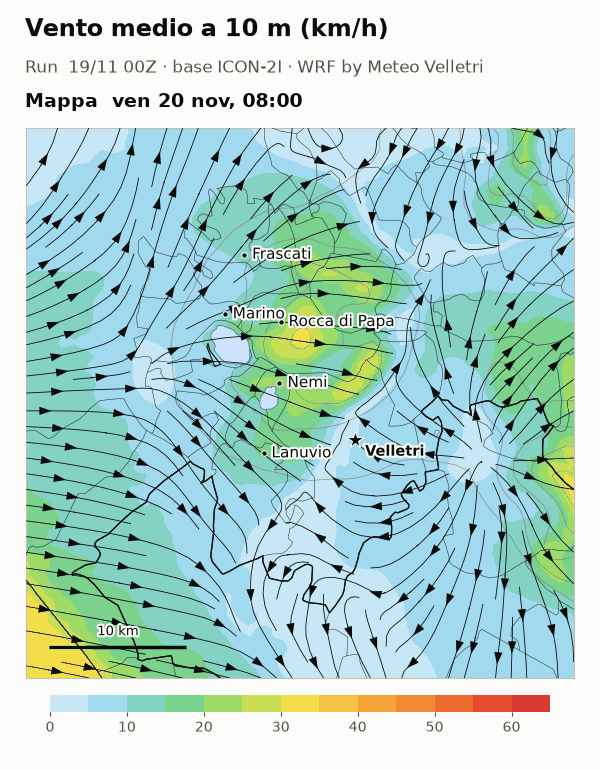 Vento medio a 10 m (km/h)
Run  19/11 00Z · base ICON-2I · WRF by Meteo Velletri
Mappa  ven 20 nov, 08:00
Frascati
Marino
Rocca di Papa
Nemi
Velletri
Lanuvio
10 km
0 10 20 30 40 50 60